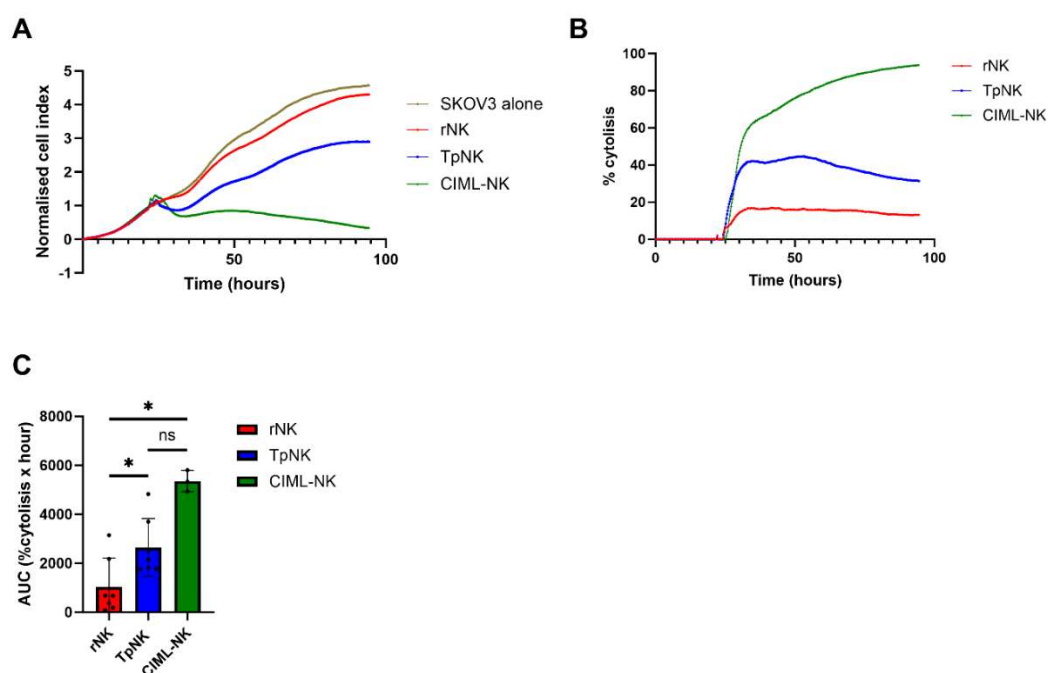 A
Normalised cell index
5
4
3
2
1
0
-1
0
50
100
Time (hours)
SKOV3 alone
rNK
TpNK
CIML-NK
B
% cytolisis
100
80
60
40
20
0
0
50
100
Time (hours)
rNK
TpNK
CIML-NK
C
AUC (%cytolisis x hour)
8000
6000
4000
2000
0
*
ns
*
rNK
TpNK
CIML-NK
rNK
TpNK
CIML-NK